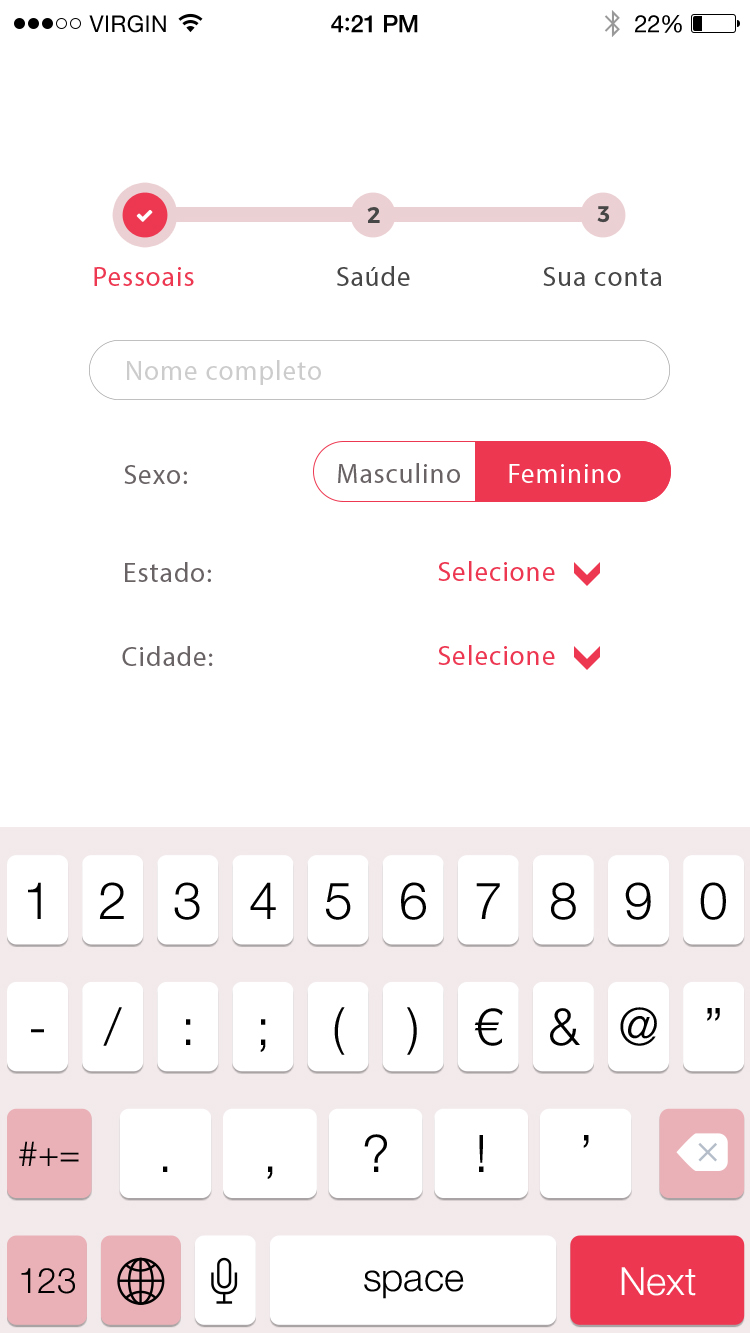 VIRGIN 4:21 PM 22%
2 3
Pessoais Saúde Sua conta
Nome completo
Sexo: Masculino Feminino
Estado: Selecione
Cidade: Selecione
1 2 3 4 5 6 7 8 9 0
- / : ; ( ) € & @ ”
#+= . , ? ! ’
123 space Next